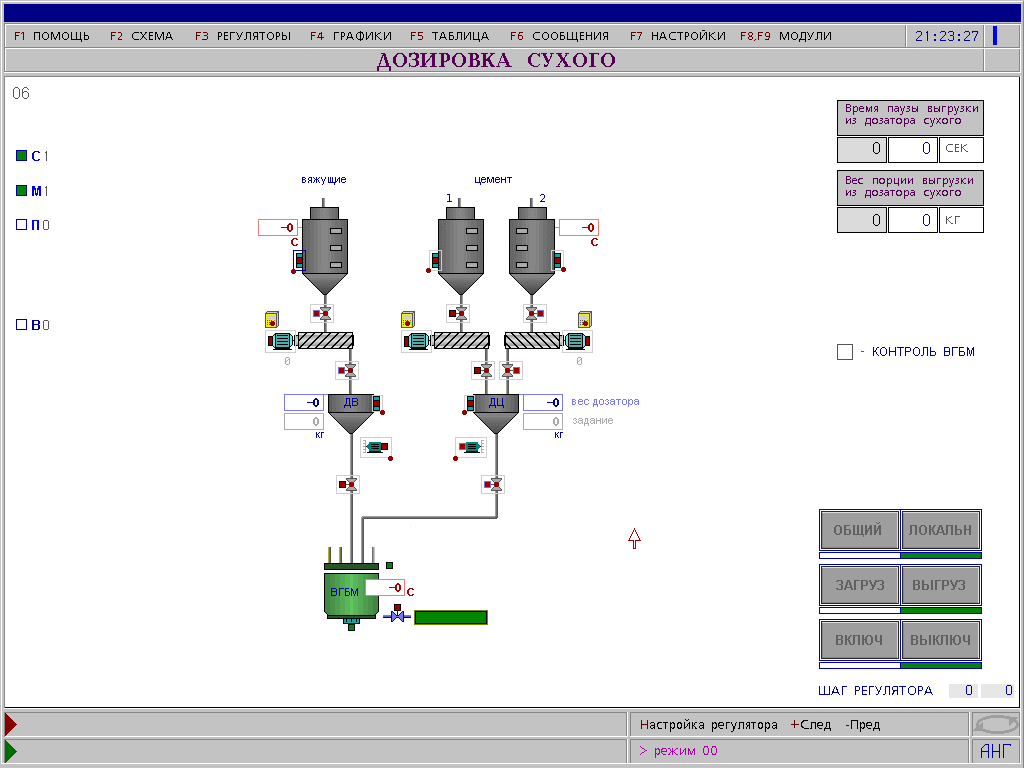 F1 ПОМОЩЬ F2 СХЕМА F3 РЕГУЛЯТОРЫ F4 ГРАФИКИ F5 ТАБЛИЦА F6 СООБЩЕНИЯ F7 НАСТРОЙКИ F8,F9 МОДУЛИ 21:23:27
ДОЗИРОВКА СУХОГО
06
Время паузы выгрузки
из дозатора сухого
0 0 СЕК
С 1
М 1
П 0
В 0
Вес порции выгрузки
из дозатора сухого
0 0 КГ
вяжущие цемент
1 2
-0 -0
С С
0 0
- КОНТРОЛЬ ВГБМ
-0 ДВ ДЦ -0 вес дозатора
0 0 задание
кг кг
ОБЩИЙ ЛОКАЛЬН
ВГБМ -0 С
ЗАГРУЗ ВЫГРУЗ
ВКЛЮЧ ВЫКЛЮЧ
ШАГ РЕГУЛЯТОРА 0 0
Настройка регулятора +След -Пред
> режим 00 АНГ